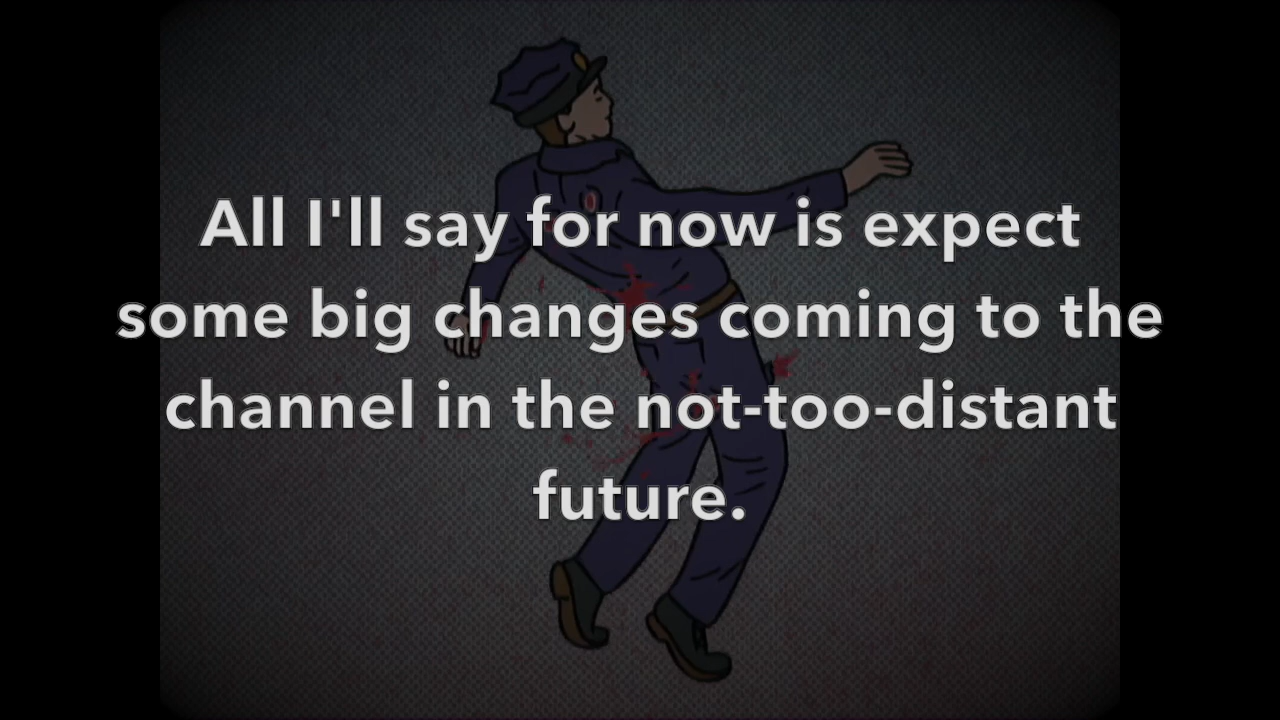 All I'll say for now is expect
some big changes coming to the
channel in the not-too-distant
future.